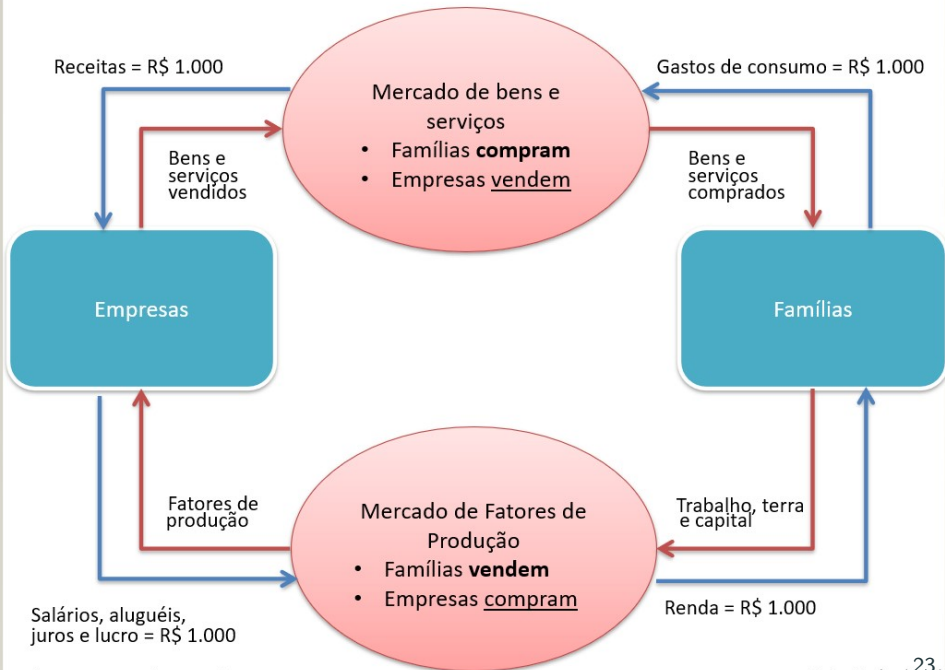 Receitas = R$ 1.000
Gastos de consumo = R$ 1.000
Mercado de bens e
serviços
• Famílias compram
• Empresas vendem
Bens e
serviços
vendidos
Bens e
serviços
comprados
Empresas
Famílias
Fatores de
produção
Trabalho, terra
e capital
Mercado de Fatores de
Produção
• Famílias vendem
• Empresas compram
Salários, aluguéis,
juros e lucro = R$ 1.000
Renda = R$ 1.000
23